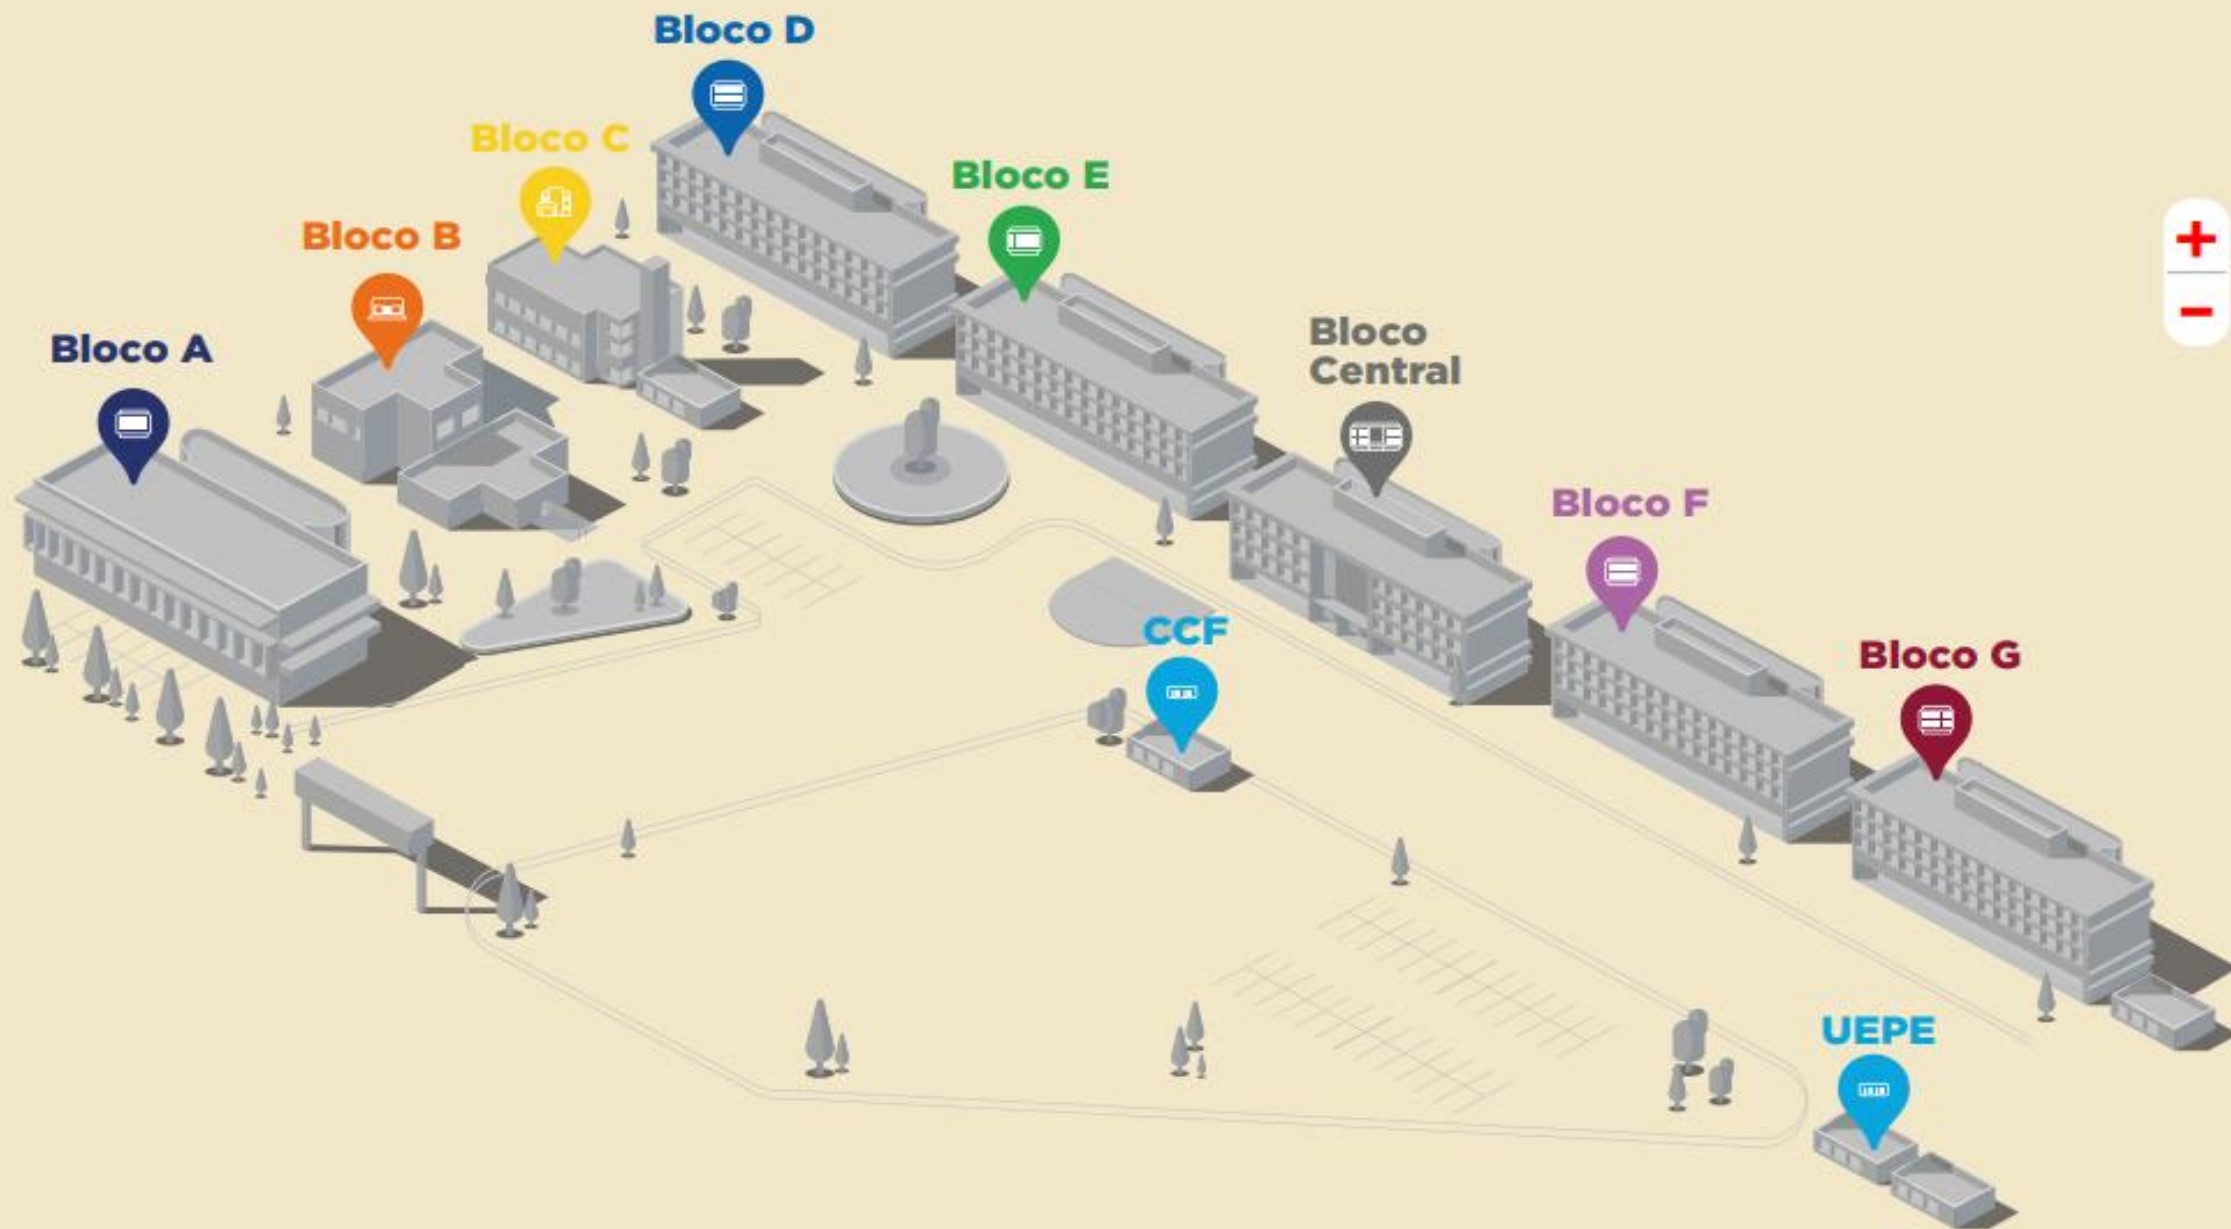 Bloco D
Bloco C
Bloco E
Bloco B
Bloco
Central
Bloco A
Bloco F
CCF
Bloco G
UEPE
+
−